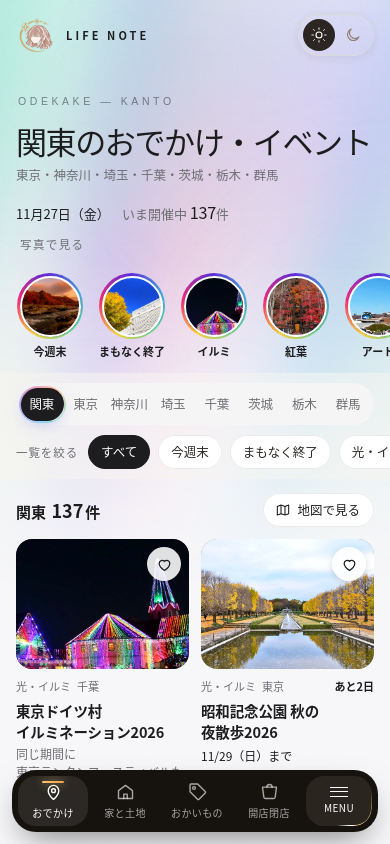 LIFE NOTE
ODEKAKE — KANTO
関東のおでかけ・イベント
東京・神奈川・埼玉・千葉・茨城・栃木・群馬
11月27日（金） いま開催中 137件
写真で見る
今週末 まもなく終了 イルミ 紅葉 アート
関東 東京 神奈川 埼玉 千葉 茨城 栃木 群馬
一覧を絞る すべて 今週末 まもなく終了 光・イ
関東 137件 地図で見る
光・イルミ 千葉
東京ドイツ村
イルミネーション2026
同じ期間に
光・イルミ 東京 あと2日
昭和記念公園 秋の
夜散歩2026
11/29（日）まで
おでかけ 家と土地 おかいもの 開店閉店 MENU